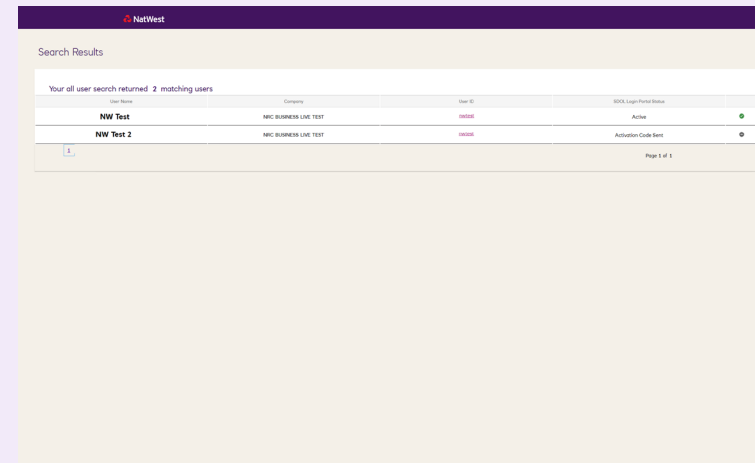 NatWest
Search Results
Your all user search returned 2 matching users
User Name Company User ID EDOL Login Portal Status
NW Test NRC BUSINESS LIVE TEST Active
NW Test 2 NRC BUSINESS LIVE TEST Activation Code Sent
1 Page 1 of 1